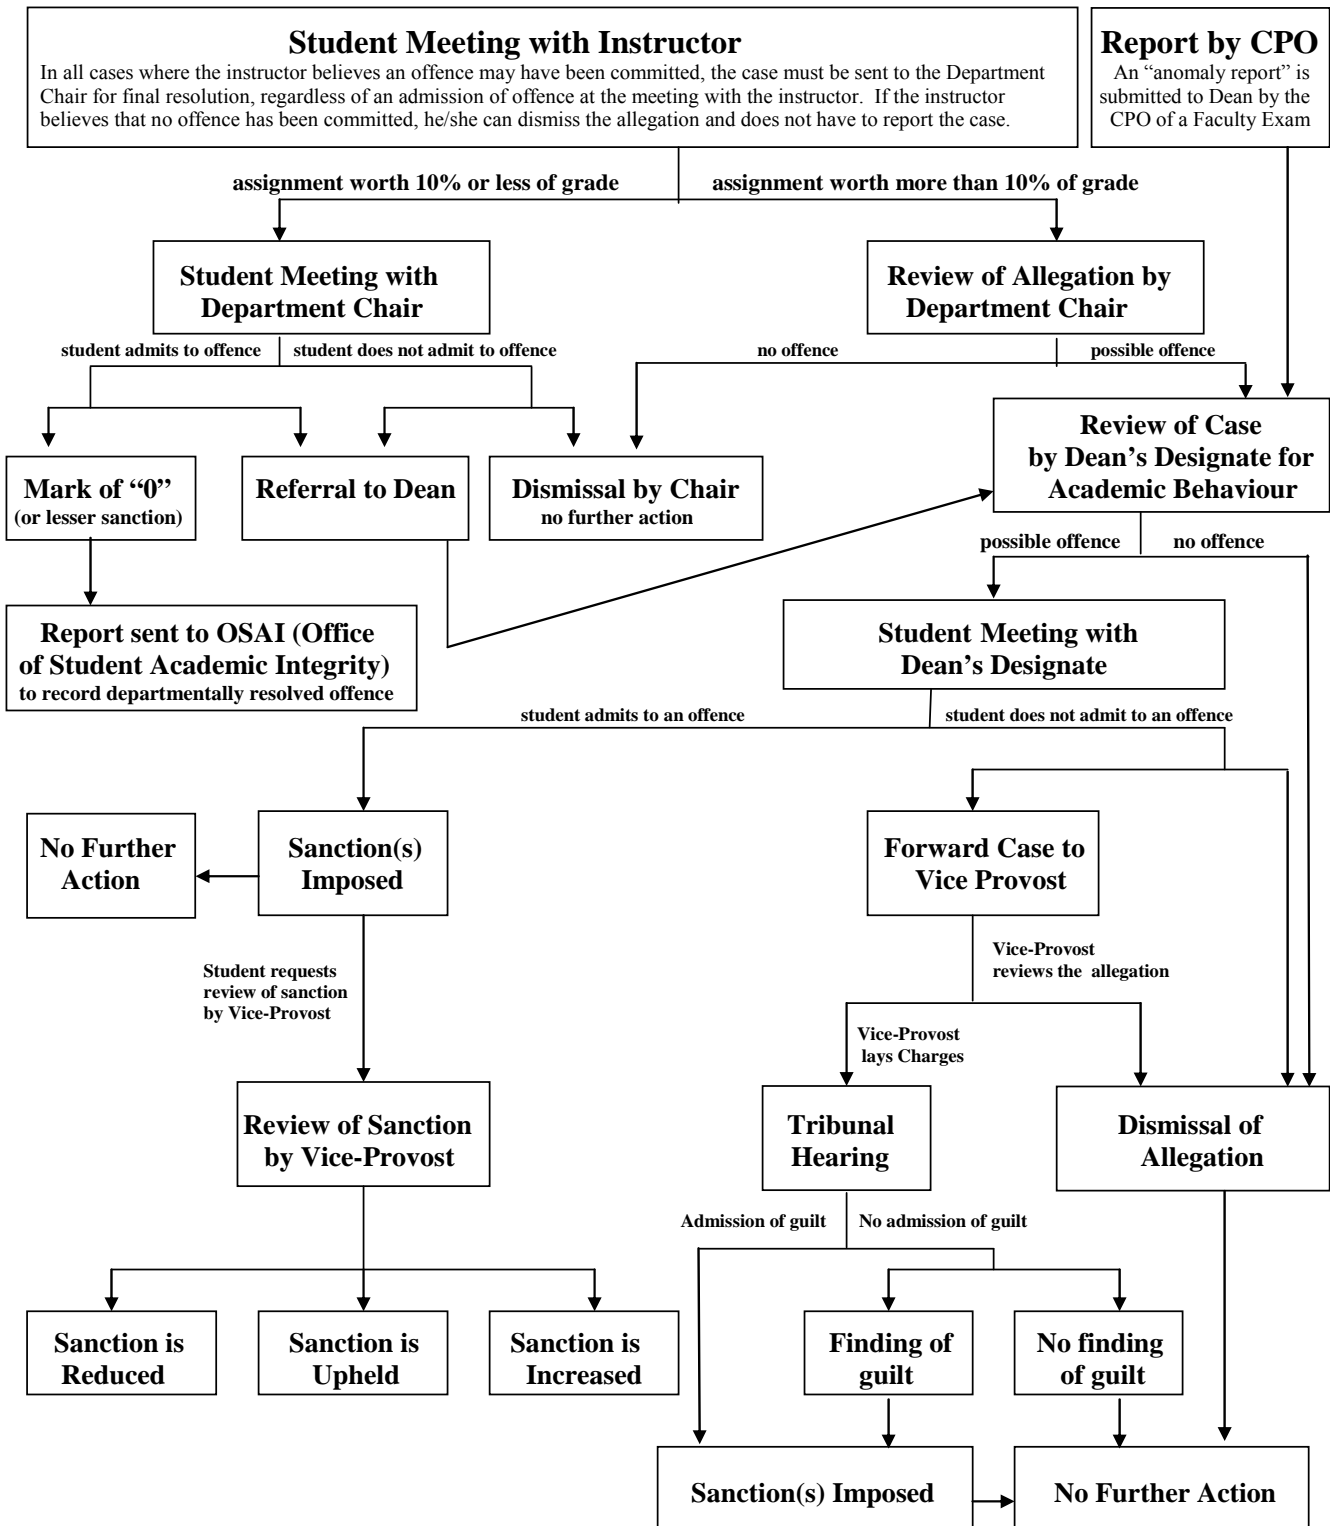 Student Meeting with Instructor
In all cases where the instructor believes an offence may have been committed, the case must be sent to the Department
Chair for final resolution, regardless of an admission of offence at the meeting with the instructor.  If the instructor
believes that no offence has been committed, he/she can dismiss the allegation and does not have to report the case.
Report by CPO
An “anomaly report” is
submitted to Dean by the
CPO of a Faculty Exam
assignment worth 10% or less of grade
assignment worth more than 10% of grade
Student Meeting with
Department Chair
Review of Allegation by
Department Chair
student admits to offence
student does not admit to offence
no offence
possible offence
Mark of “0”
(or lesser sanction)
Referral to Dean
Dismissal by Chair
no further action
Review of Case
by Dean’s Designate for
Academic Behaviour
possible offence
no offence
Report sent to OSAI (Office
of Student Academic Integrity)
to record departmentally resolved offence
Student Meeting with
Dean’s Designate
student admits to an offence
student does not admit to an offence
No Further
Action
Sanction(s)
Imposed
Forward Case to
Vice Provost
Student requests
review of sanction
by Vice-Provost
Vice-Provost
reviews the  allegation
Vice-Provost
lays Charges
Review of Sanction
by Vice-Provost
Tribunal
Hearing
Dismissal of
Allegation
Admission of guilt
No admission of guilt
Sanction is
Reduced
Sanction is
Upheld
Sanction is
Increased
Finding of
guilt
No finding
of guilt
Sanction(s) Imposed
No Further Action